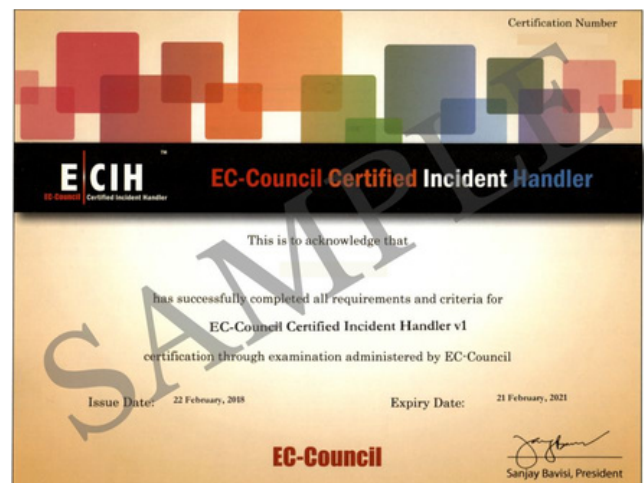 Certification Number
E|CIH ™
EC-Council Certified Incident Handler
EC-Council Certified Incident Handler
This is to acknowledge that
has successfully completed all requirements and criteria for
EC-Council Certified Incident Handler v1
certification through examination administered by EC-Council
Issue Date: 22 February, 2018 Expiry Date: 21 February, 2021
EC-Council
Sanjay Bavisi, President
SAMPLE